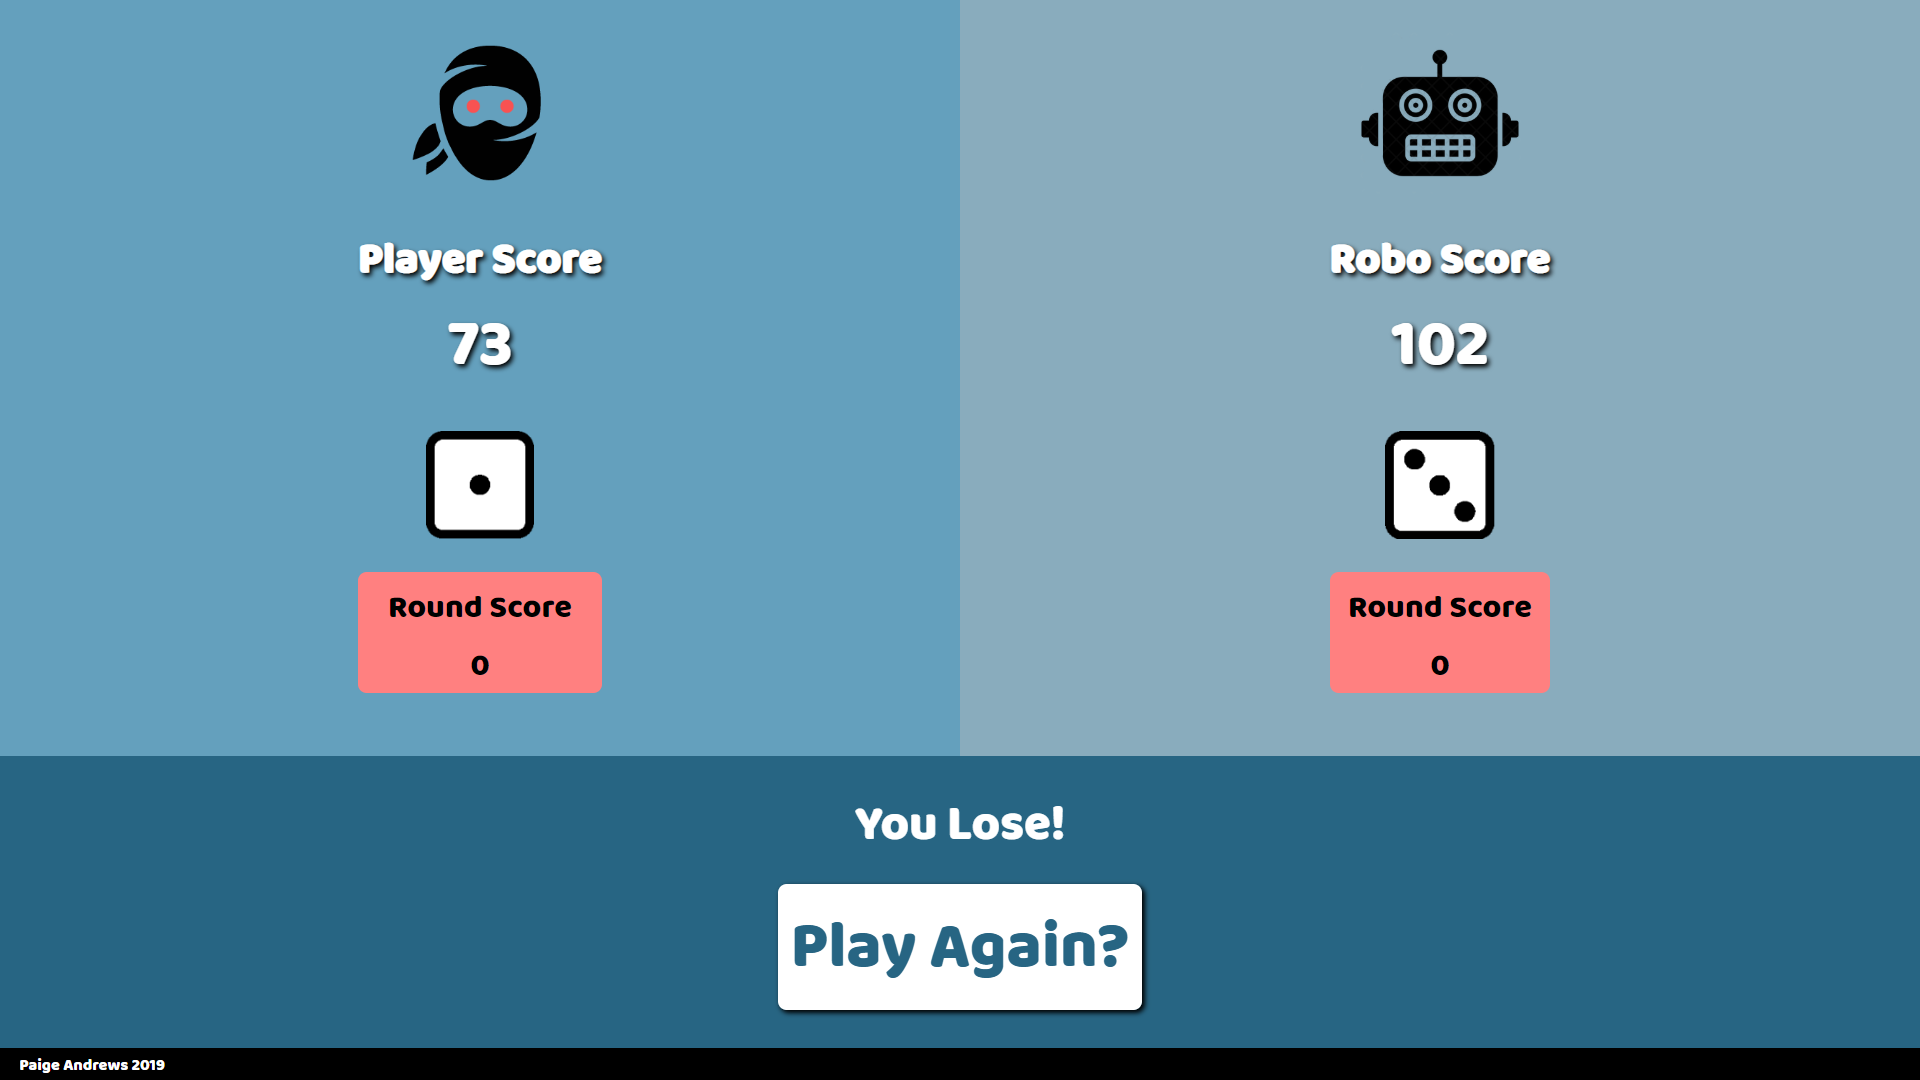 Player Score
73
Round Score
0
Robo Score
102
Round Score
0
You Lose!
Play Again?
Paige Andrews 2019